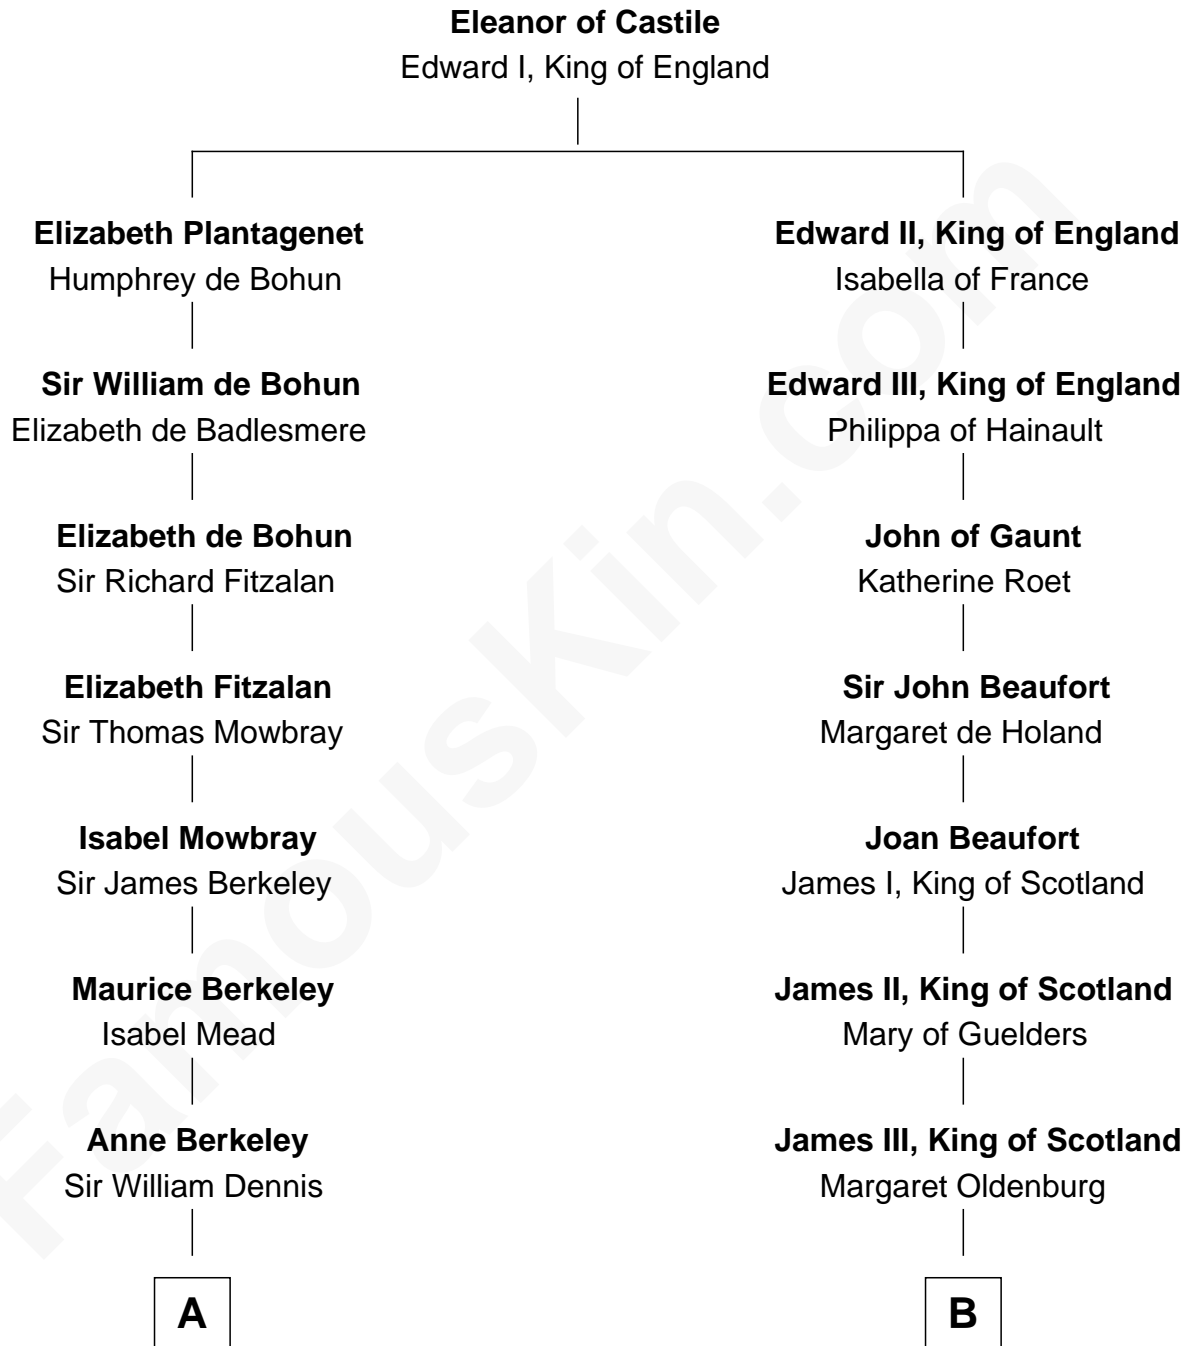 Eleanor of Castile
Edward I, King of England
Elizabeth Plantagenet
Humphrey de Bohun
Edward II, King of England
Isabella of France
Sir William de Bohun
Elizabeth de Badlesmere
Edward III, King of England
Philippa of Hainault
Elizabeth de Bohun
Sir Richard Fitzalan
John of Gaunt
Katherine Roet
Elizabeth Fitzalan
Sir Thomas Mowbray
Sir John Beaufort
Margaret de Holand
Isabel Mowbray
Sir James Berkeley
Joan Beaufort
James I, King of Scotland
Maurice Berkeley
Isabel Mead
James II, King of Scotland
Mary of Guelders
Anne Berkeley
Sir William Dennis
James III, King of Scotland
Margaret Oldenburg
A
B
FamousKin.com